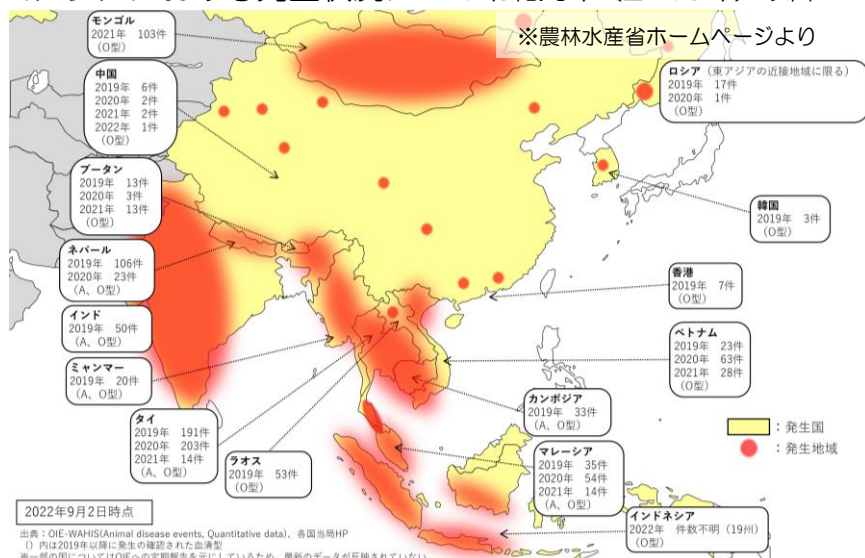 ※農林水産省ホームページより
モンゴル
2021年 103件
(O型)
中国
2019年 6件
2020年 2件
2021年 2件
2022年 1件
(O型)
ブータン
2019年 13件
2020年 3件
2021年 13件
(O型)
ネパール
2019年 106件
2020年 23件
(A、O型)
インド
2019年 50件
(A、O型)
ミャンマー
2019年 20件
(A、O型)
タイ
2019年 191件
2020年 203件
2021年 14件
(A、O型)
ラオス
2019年 53件
(O型)
ロシア (東アジアの近接地域に限る)
2019年 17件
2020年 1件
(O型)
韓国
2019年 3件
(O型)
香港
2019年 7件
(O型)
ベトナム
2019年 23件
2020年 63件
2021年 28件
(O型)
カンボジア
2019年 33件
(A、O型)
マレーシア
2019年 35件
2020年 54件
2021年 14件
(A、O型)
インドネシア
2022年 件数不明 (19州)
(O型)
:発生国
:発生地域
2022年9月2日時点
出典:OIE-WAHIS(Animal disease events, Quantitative data)、各国当局HP
() 内は2019年以降に発生の確認された血清型